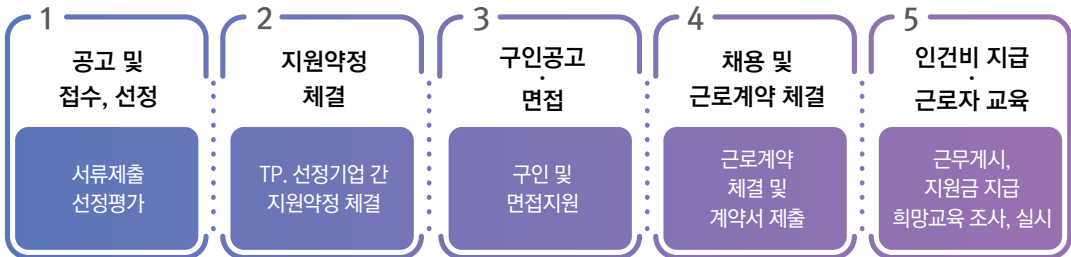 1
공고 및
접수, 선정
서류제출
선정평가
2
지원약정
체결
TP. 선정기업 간
지원약정 체결
3
구인공고
·
면접
구인 및
면접지원
4
채용 및
근로계약 체결
근로계약
체결 및
계약서 제출
5
인건비 지급
·
근로자 교육
근무게시,
지원금 지급
희망교육 조사, 실시